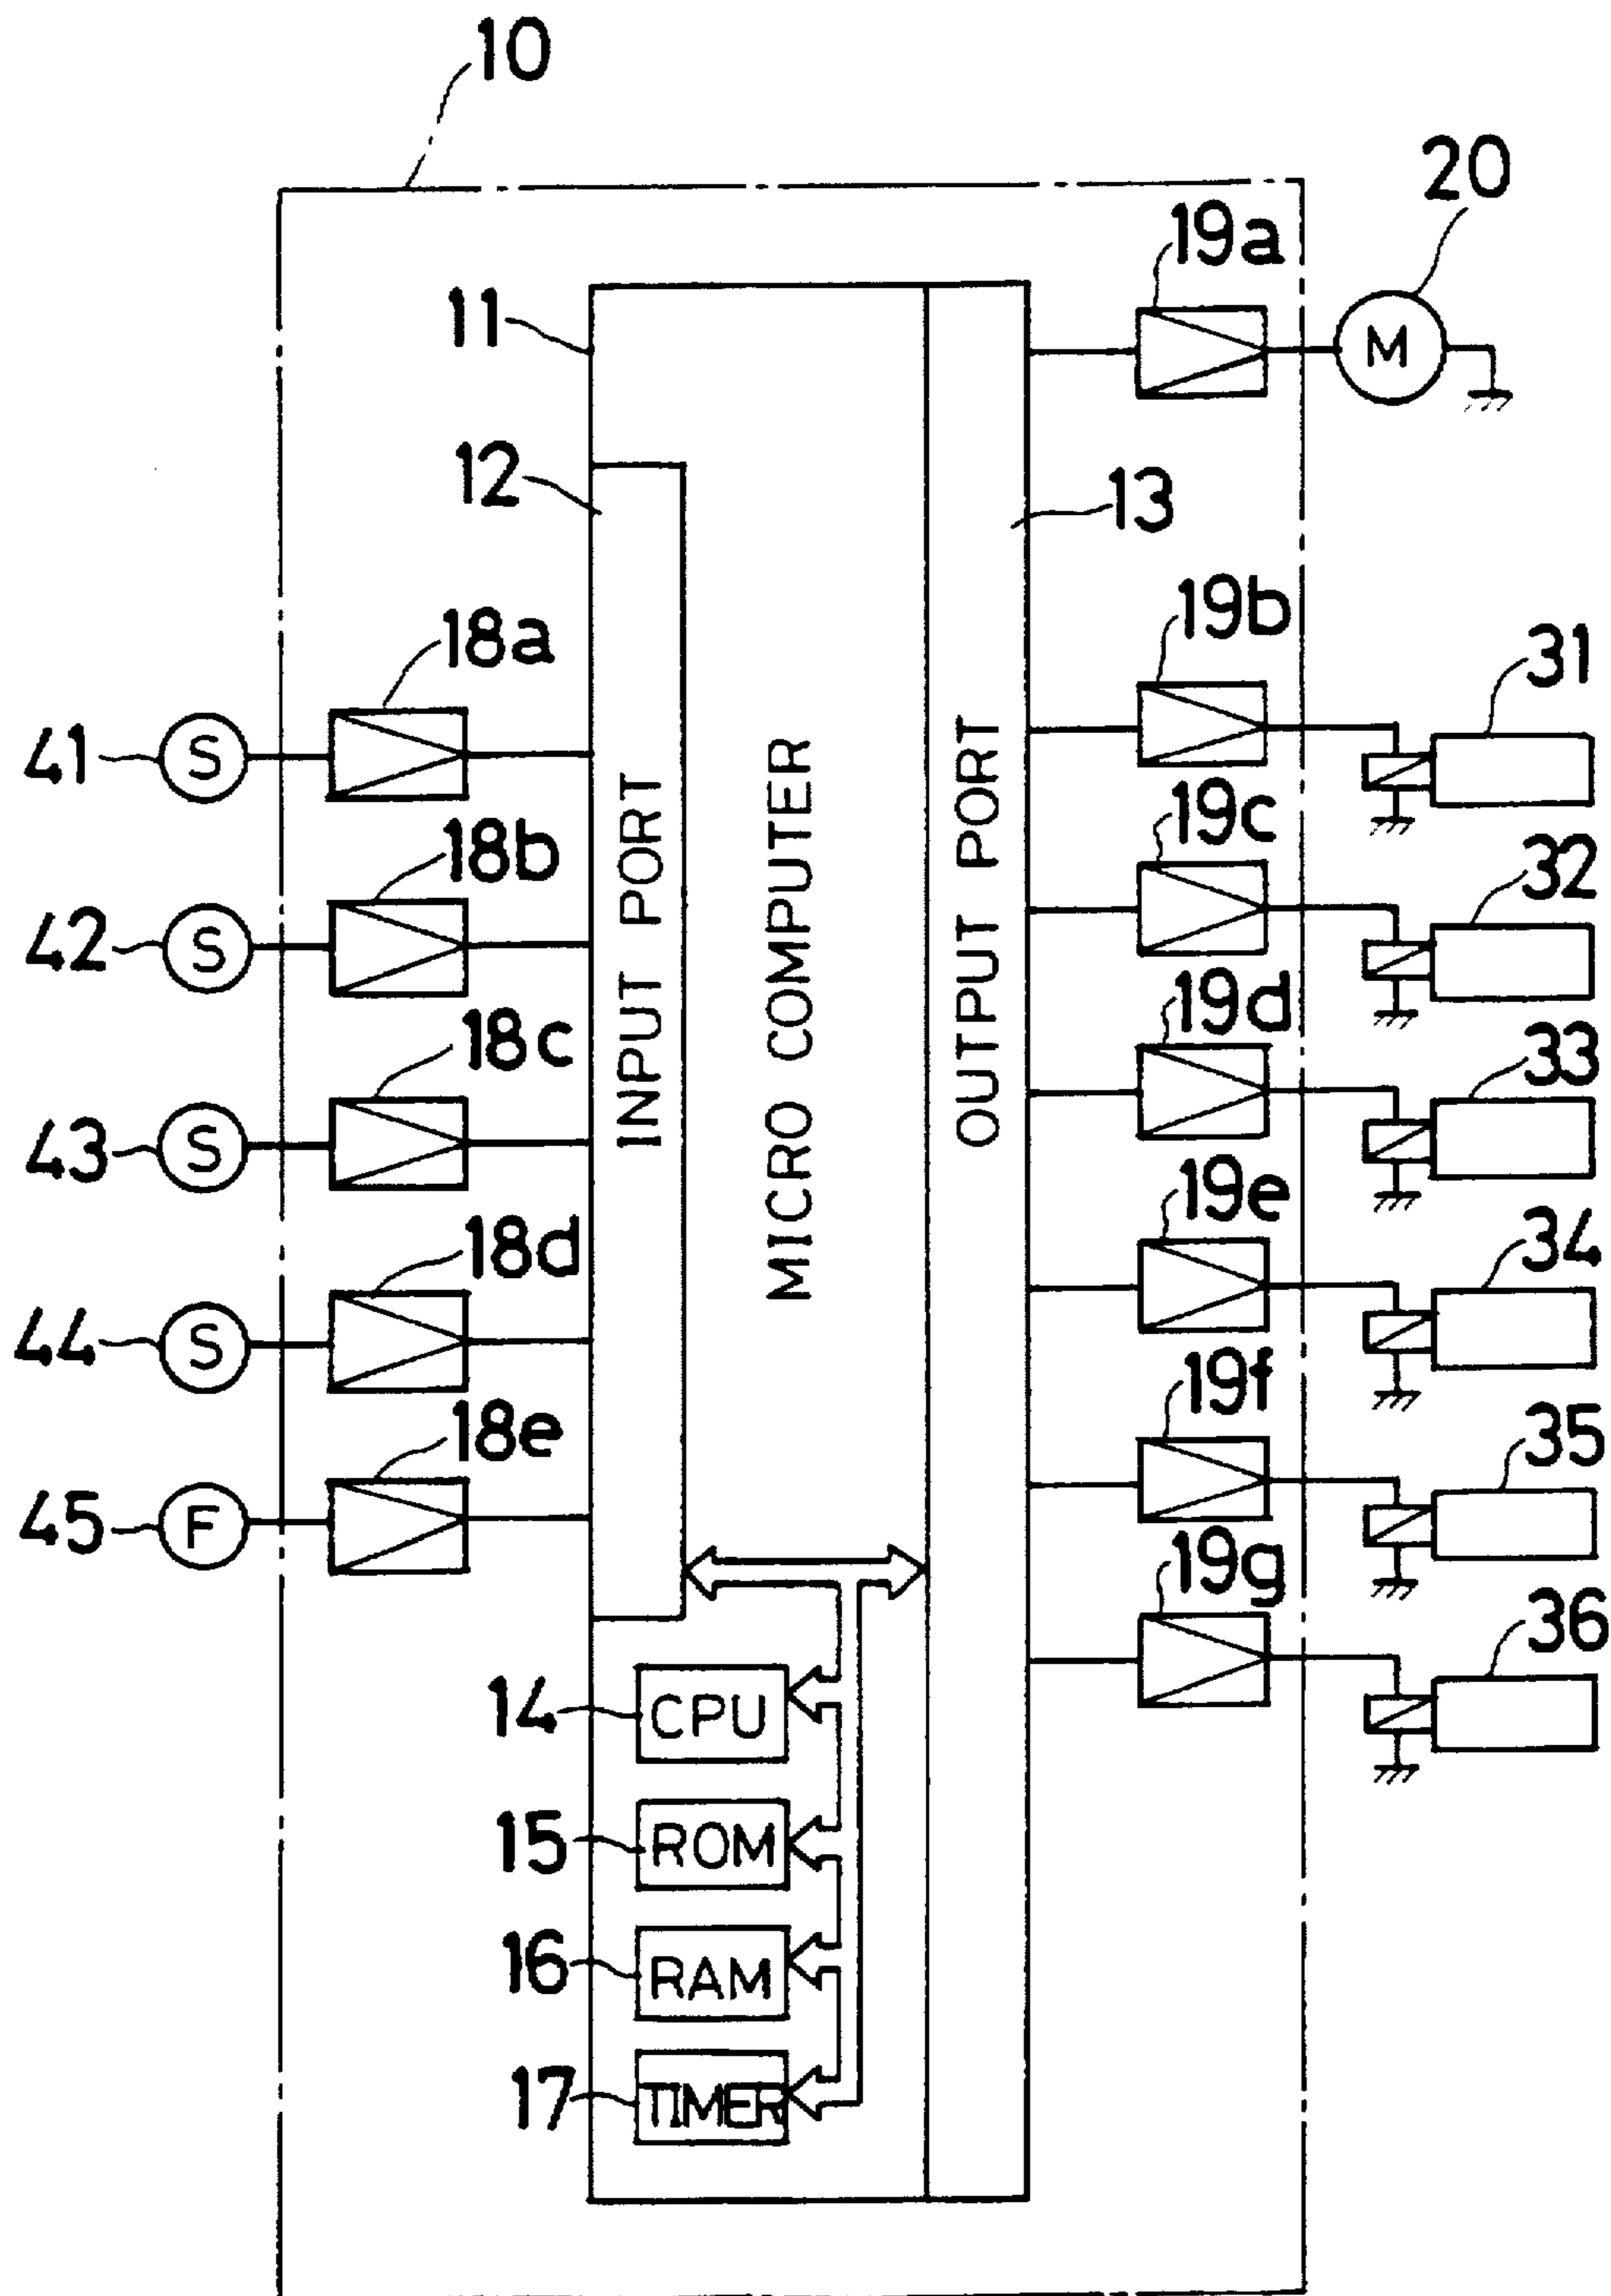 10
20
19a
11
M
12
13
18a
19b
31
41
S
18b
19c
32
42
S
INPUT PORT
MICRO COMPUTER
OUTPUT PORT
18c
19d
33
43
S
18d
19e
34
44
S
18e
19f
35
45
F
19g
36
14
CPU
15
ROM
16
RAM
17
TIMER